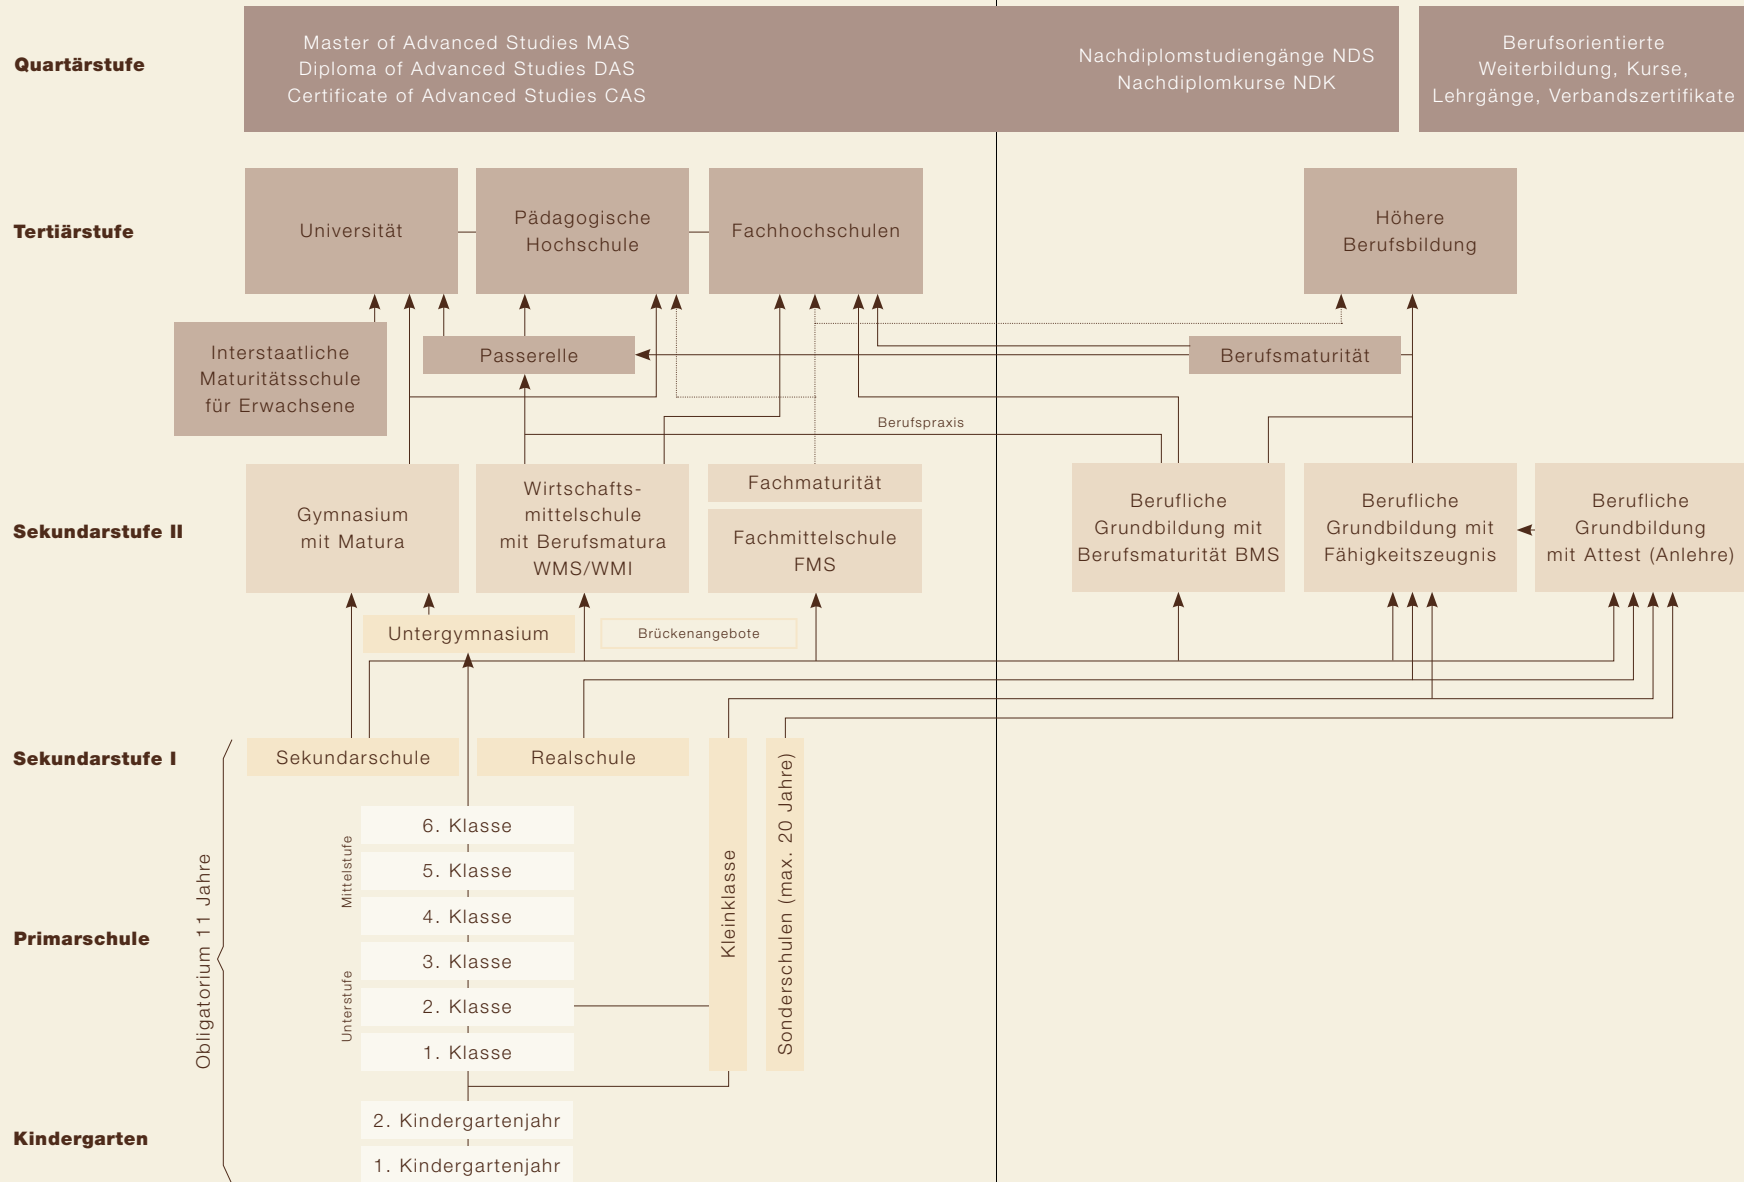 Quartärstufe
Master of Advanced Studies MAS
Diploma of Advanced Studies DAS
Certificate of Advanced Studies CAS
Nachdiplomstudiengänge NDS
Nachdiplomkurse NDK
Berufsorientierte
Weiterbildung, Kurse,
Lehrgänge, Verbandszertifikate
Tertiärstufe
Universität
Pädagogische
Hochschule
Fachhochschulen
Höhere
Berufsbildung
Interstaatliche
Maturitätsschule
für Erwachsene
Passerelle
Berufsmaturität
Berufspraxis
Sekundarstufe II
Gymnasium
mit Matura
Wirtschafts-
mittelschule
mit Berufsmatura
WMS/WMI
Fachmaturität
Fachmittelschule
FMS
Berufliche
Grundbildung mit
Berufsmaturität BMS
Berufliche
Grundbildung mit
Fähigkeitszeugnis
Berufliche
Grundbildung
mit Attest (Anlehre)
Untergymnasium
Brückenangebote
Sekundarstufe I
Sekundarschule
Realschule
Kleinklasse
Sonderschulen (max. 20 Jahre)
Obligatorium 11 Jahre
Primarschule
Mittelstufe
6. Klasse
5. Klasse
4. Klasse
Unterstufe
3. Klasse
2. Klasse
1. Klasse
Kindergarten
2. Kindergartenjahr
1. Kindergartenjahr